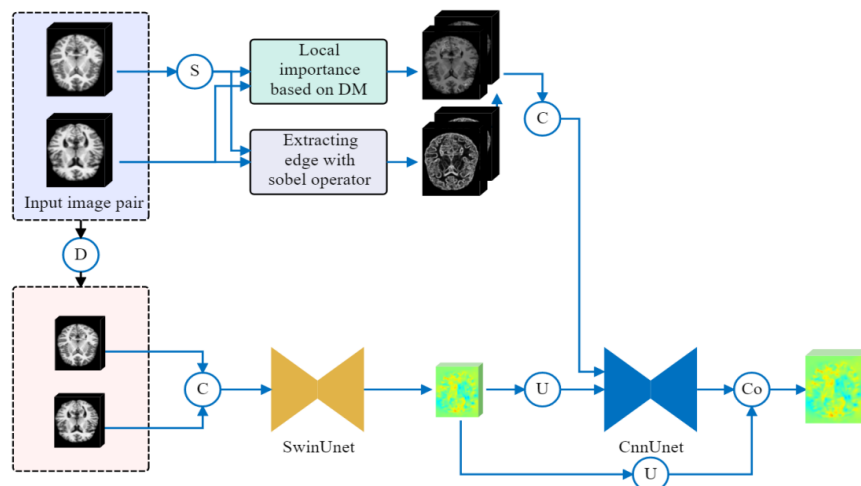 S
Local
importance
based on DM
C
Extracting
edge with
sobel operator
Input image pair
D
C
U
Co
SwinUnet
CnnUnet
U